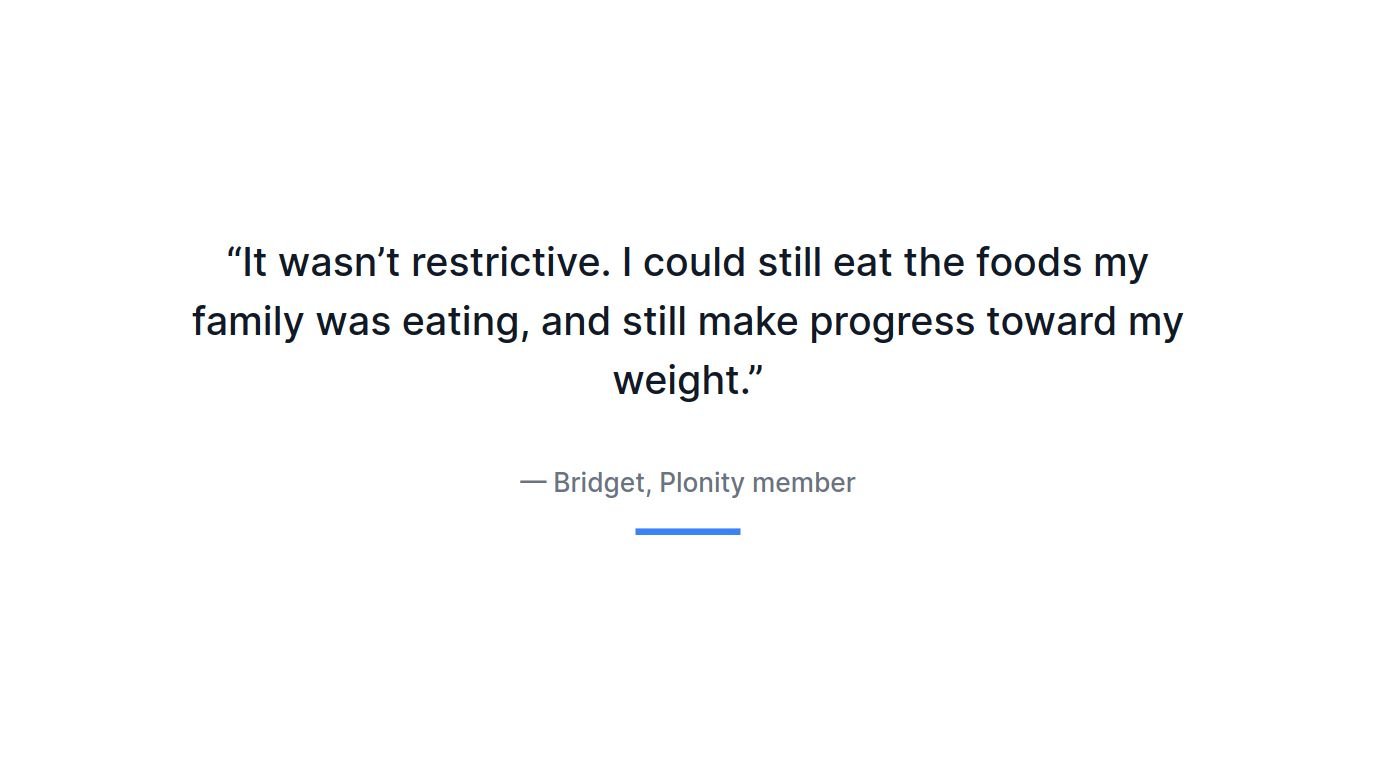 “It wasn’t restrictive. I could still eat the foods my
family was eating, and still make progress toward my
weight.”
— Bridget, Plonity member